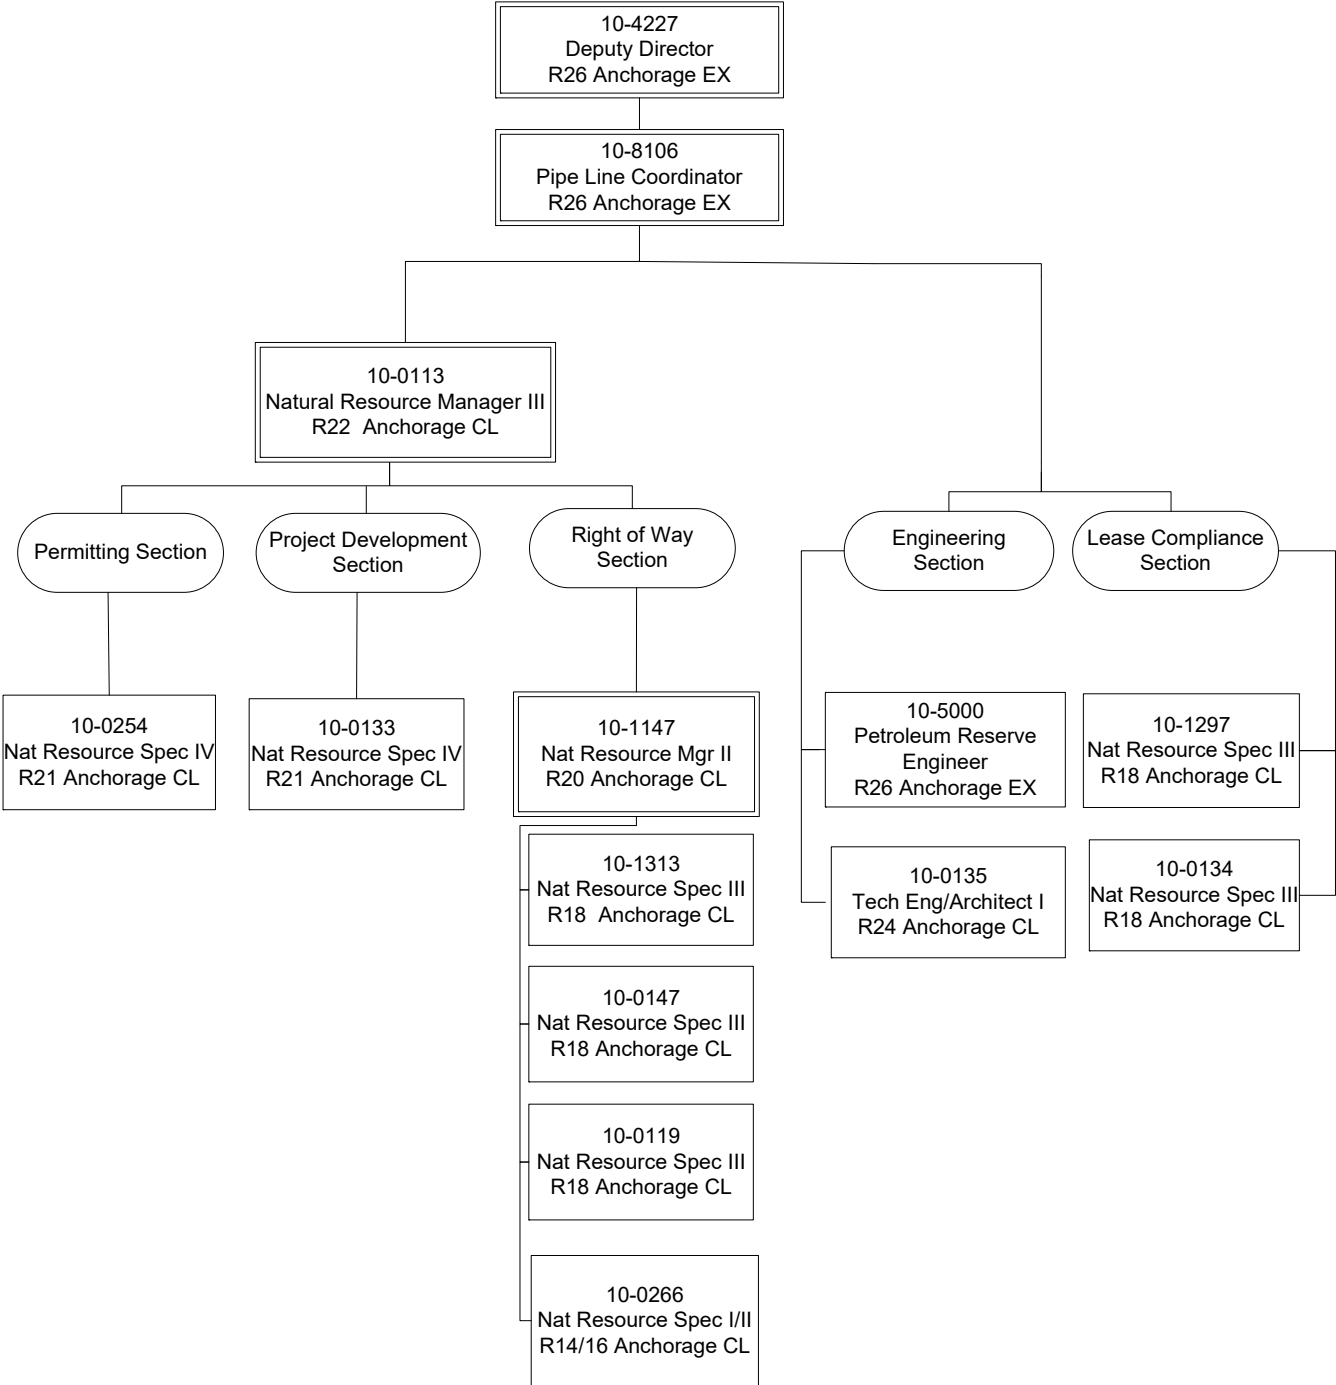 10-4227
Deputy Director
R26 Anchorage EX
10-8106
Pipe Line Coordinator
R26 Anchorage EX
10-0113
Natural Resource Manager III
R22  Anchorage CL
Permitting Section
Project Development
Section
Right of Way
Section
Engineering
Section
Lease Compliance
Section
10-0254
Nat Resource Spec IV
R21 Anchorage CL
10-0133
Nat Resource Spec IV
R21 Anchorage CL
10-1147
Nat Resource Mgr II
R20 Anchorage CL
10-5000
Petroleum Reserve
Engineer
R26 Anchorage EX
10-1297
Nat Resource Spec III
R18 Anchorage CL
10-1313
Nat Resource Spec III
R18  Anchorage CL
10-0135
Tech Eng/Architect I
R24 Anchorage CL
10-0134
Nat Resource Spec III
R18 Anchorage CL
10-0147
Nat Resource Spec III
R18 Anchorage CL
10-0119
Nat Resource Spec III
R18 Anchorage CL
10-0266
Nat Resource Spec I/II
R14/16 Anchorage CL